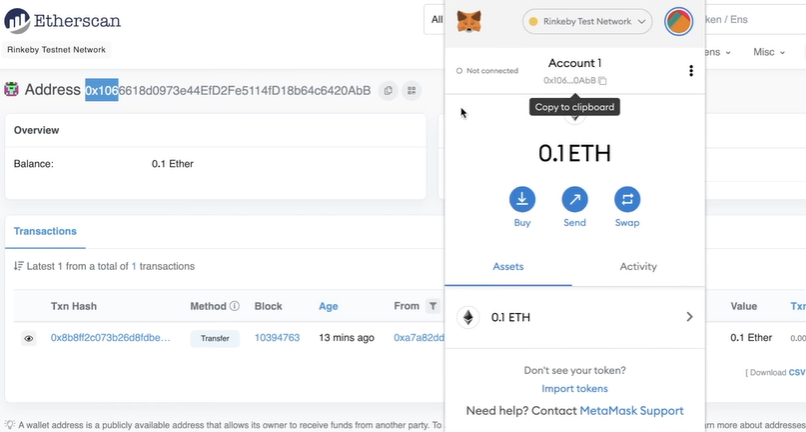 Etherscan
All
ken / Ens
Rinkeby Testnet Network
ens
Misc
Address 0x1066618d0973e44EfD2Fe5114fD18b64c6420AbB
Overview
Balance:
0.1 Ether
Transactions
Latest 1 from a total of 1 transactions
Txn Hash
Method
Block
Age
From
Value
Txn
0x8b8ff2c073b26d8fdbe...
Transfer
10394763
13 mins ago
0xa7a82dd
0.1 Ether
0.00
[ Download CSV
A wallet address is a publicly available address that allows its owner to receive funds from another party. To
arn more about addresses
Rinkeby Test Network
Not connected
Account 1
0x106...0AbB
Copy to clipboard
0.1 ETH
Buy
Send
Swap
Assets
Activity
0.1 ETH
Don't see your token?
Import tokens
Need help? Contact MetaMask Support